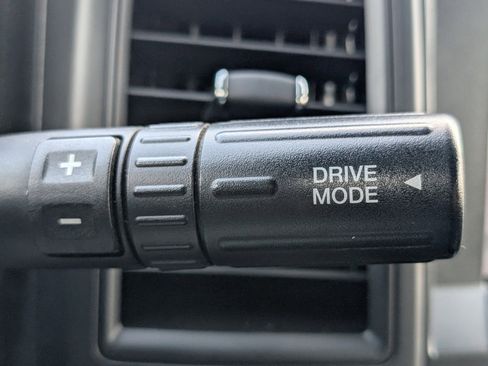 +
-
DRIVE
MODE ◄